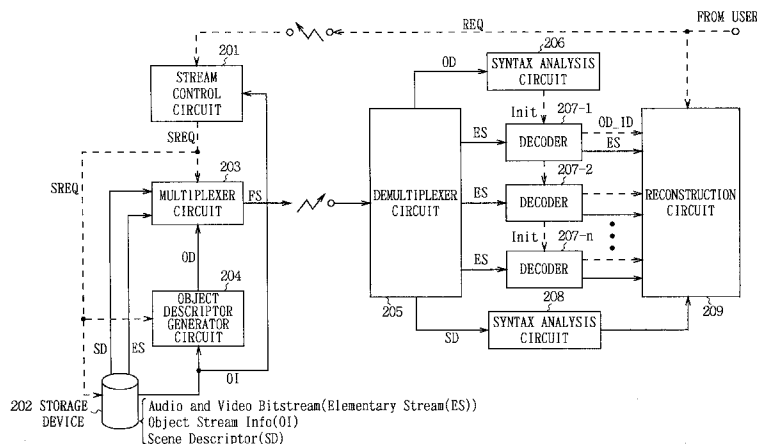 REQ
FROM USER
201
STREAM
CONTROL
CIRCUIT
SREQ
SREQ
203
MULTIPLEXER
CIRCUIT
FS
OD
204
OBJECT
DESCRIPTOR
GENERATOR
CIRCUIT
SD
ES
OI
202 STORAGE
DEVICE
Audio and Video Bitstream(Elementary Stream(ES))
Object Stream Info(OI)
Scene Descriptor(SD)
OD
206
SYNTAX ANALYSIS
CIRCUIT
Init
207-1
OD_ID
ES
DECODER
ES
207-2
DEMULTIPLEXER
CIRCUIT
ES
DECODER
RECONSTRUCTION
CIRCUIT
Init
207-n
ES
DECODER
205
208
209
SD
SYNTAX ANALYSIS
CIRCUIT